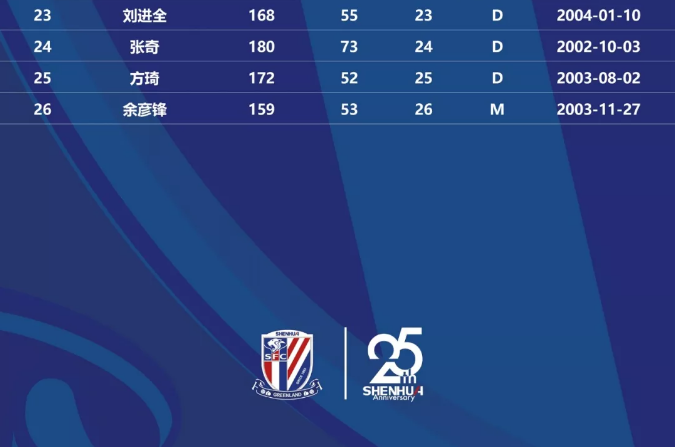 23 刘进全 168 55 23 D 2004-01-10
24 张奇 180 73 24 D 2002-10-03
25 方琦 172 52 25 D 2003-08-02
26 余彦锋 159 53 26 M 2003-11-27
SHENHUA
SFC
GREENLAND
25th
SHENHUA
Anniversary